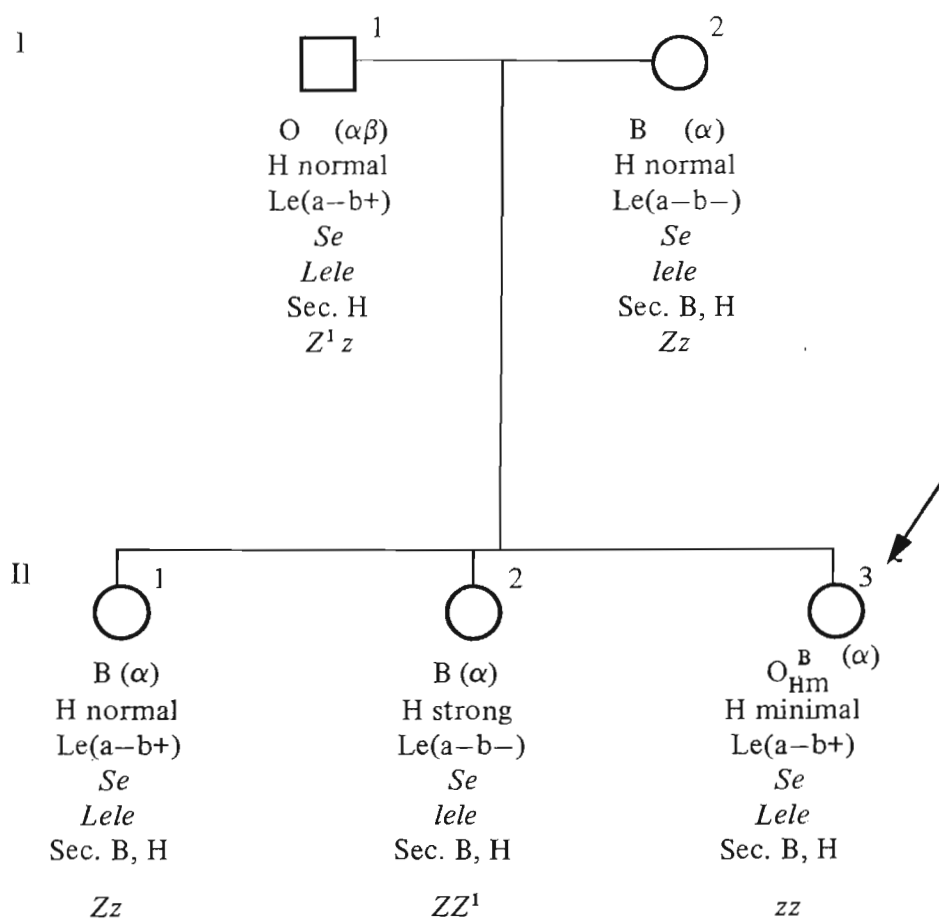 I
1
2
O (αβ)
H normal
Le(a–b+)
Se
Lele
Sec. H
Z¹ z
B (α)
H normal
Le(a–b–)
Se
lele
Sec. B, H
Zz
II
1
2
3
B (α)
H normal
Le(a–b+)
Se
Lele
Sec. B, H
Zz
B (α)
H strong
Le(a–b–)
Se
lele
Sec. B, H
ZZ¹
O^B_Hm (α)
H minimal
Le(a–b+)
Se
Lele
Sec. B, H
zz